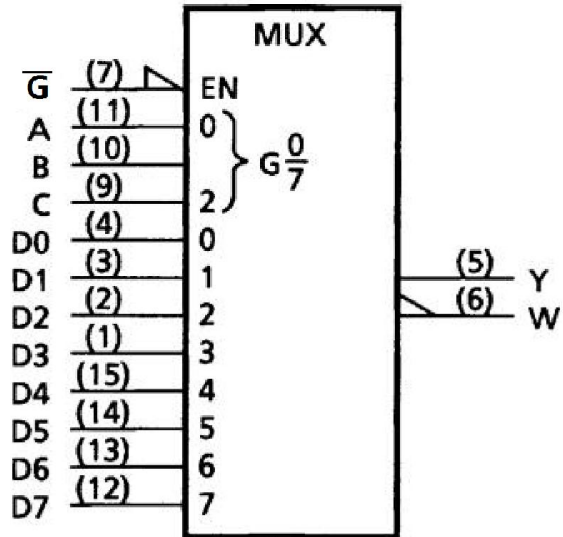 MUX
G̅ (7) EN
A (11) 0
B (10) G 0/7
C (9) 2
D0 (4) 0
D1 (3) 1 (5) Y
D2 (2) 2 (6) W
D3 (1) 3
D4 (15) 4
D5 (14) 5
D6 (13) 6
D7 (12) 7